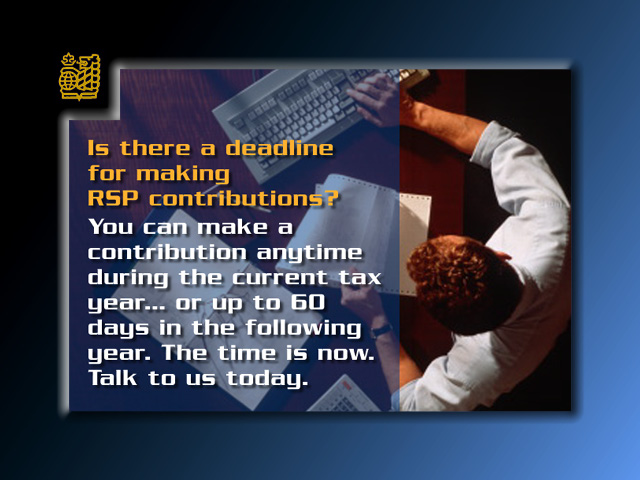 Is there a deadline
for making
RSP contributions?
You can make a
contribution anytime
during the current tax
year... or up to 60
days in the following
year. The time is now.
Talk to us today.